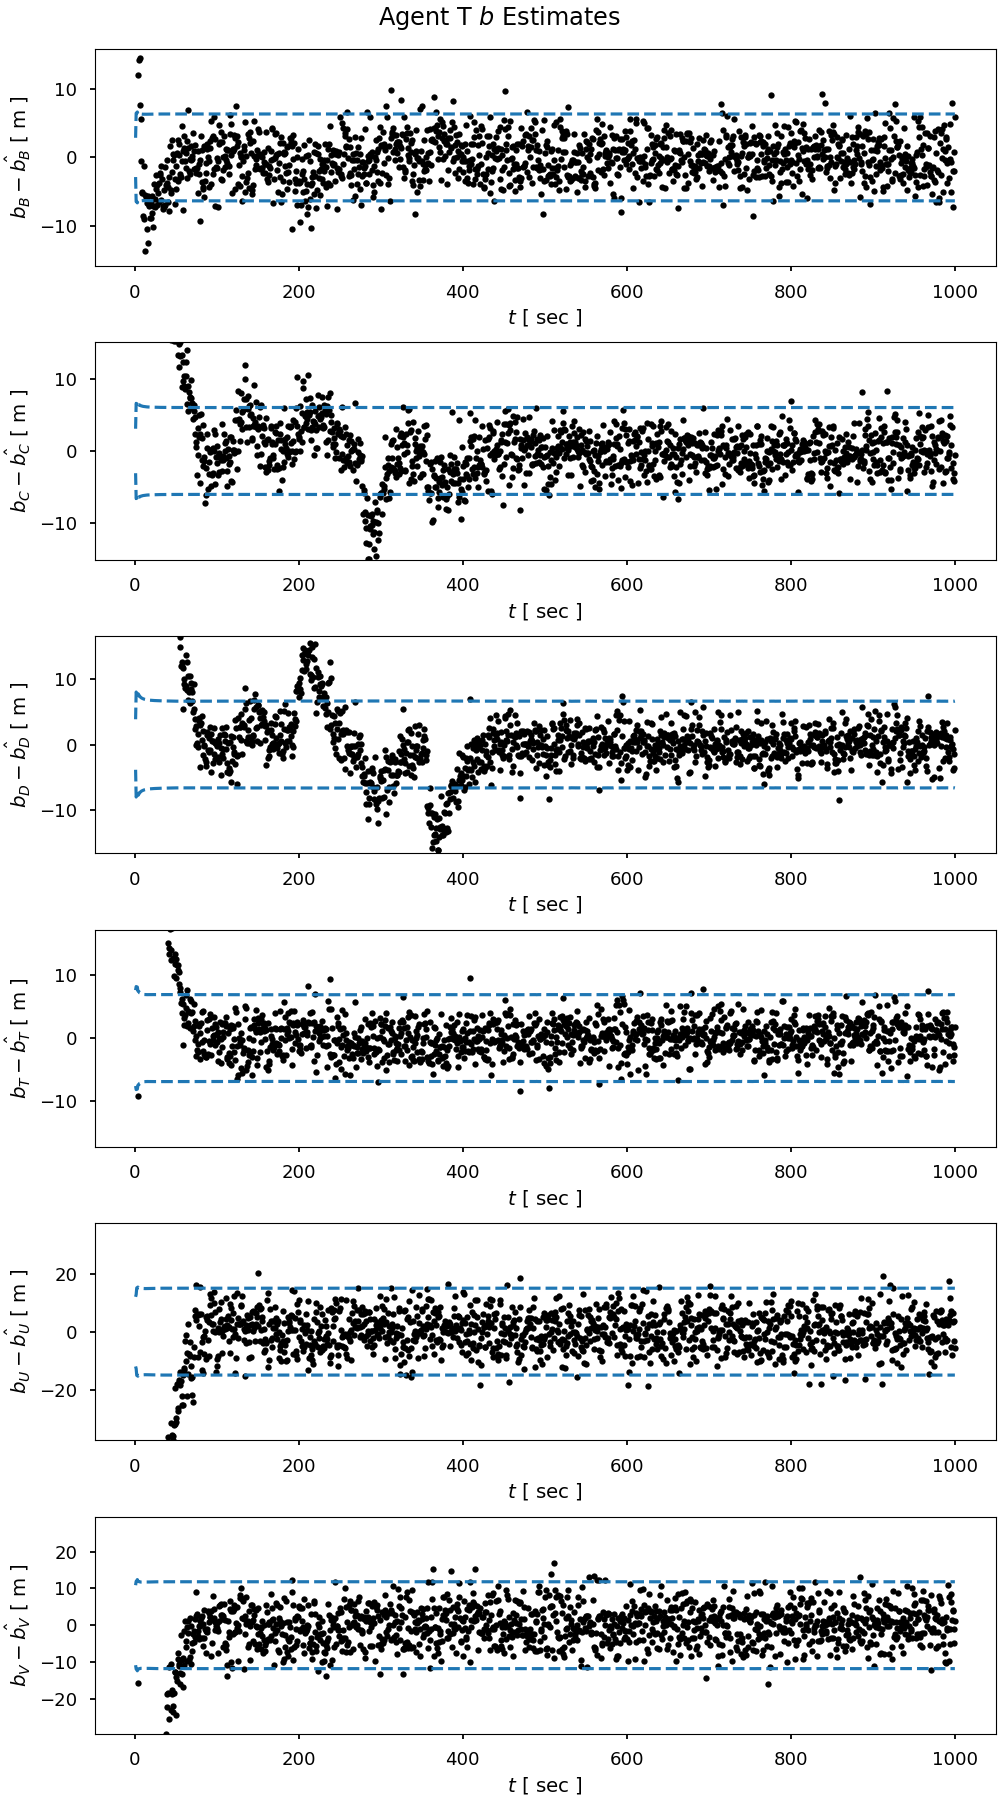 Agent T b Estimates
b_B − b̂_B [ m ]
10
0
−10
0 200 400 600 800 1000
t [ sec ]
b_C − b̂_C [ m ]
10
0
−10
0 200 400 600 800 1000
t [ sec ]
b_D − b̂_D [ m ]
10
0
−10
0 200 400 600 800 1000
t [ sec ]
b_T − b̂_T [ m ]
10
0
−10
0 200 400 600 800 1000
t [ sec ]
b_U − b̂_U [ m ]
20
0
−20
0 200 400 600 800 1000
t [ sec ]
b_V − b̂_V [ m ]
20
10
0
−10
−20
0 200 400 600 800 1000
t [ sec ]